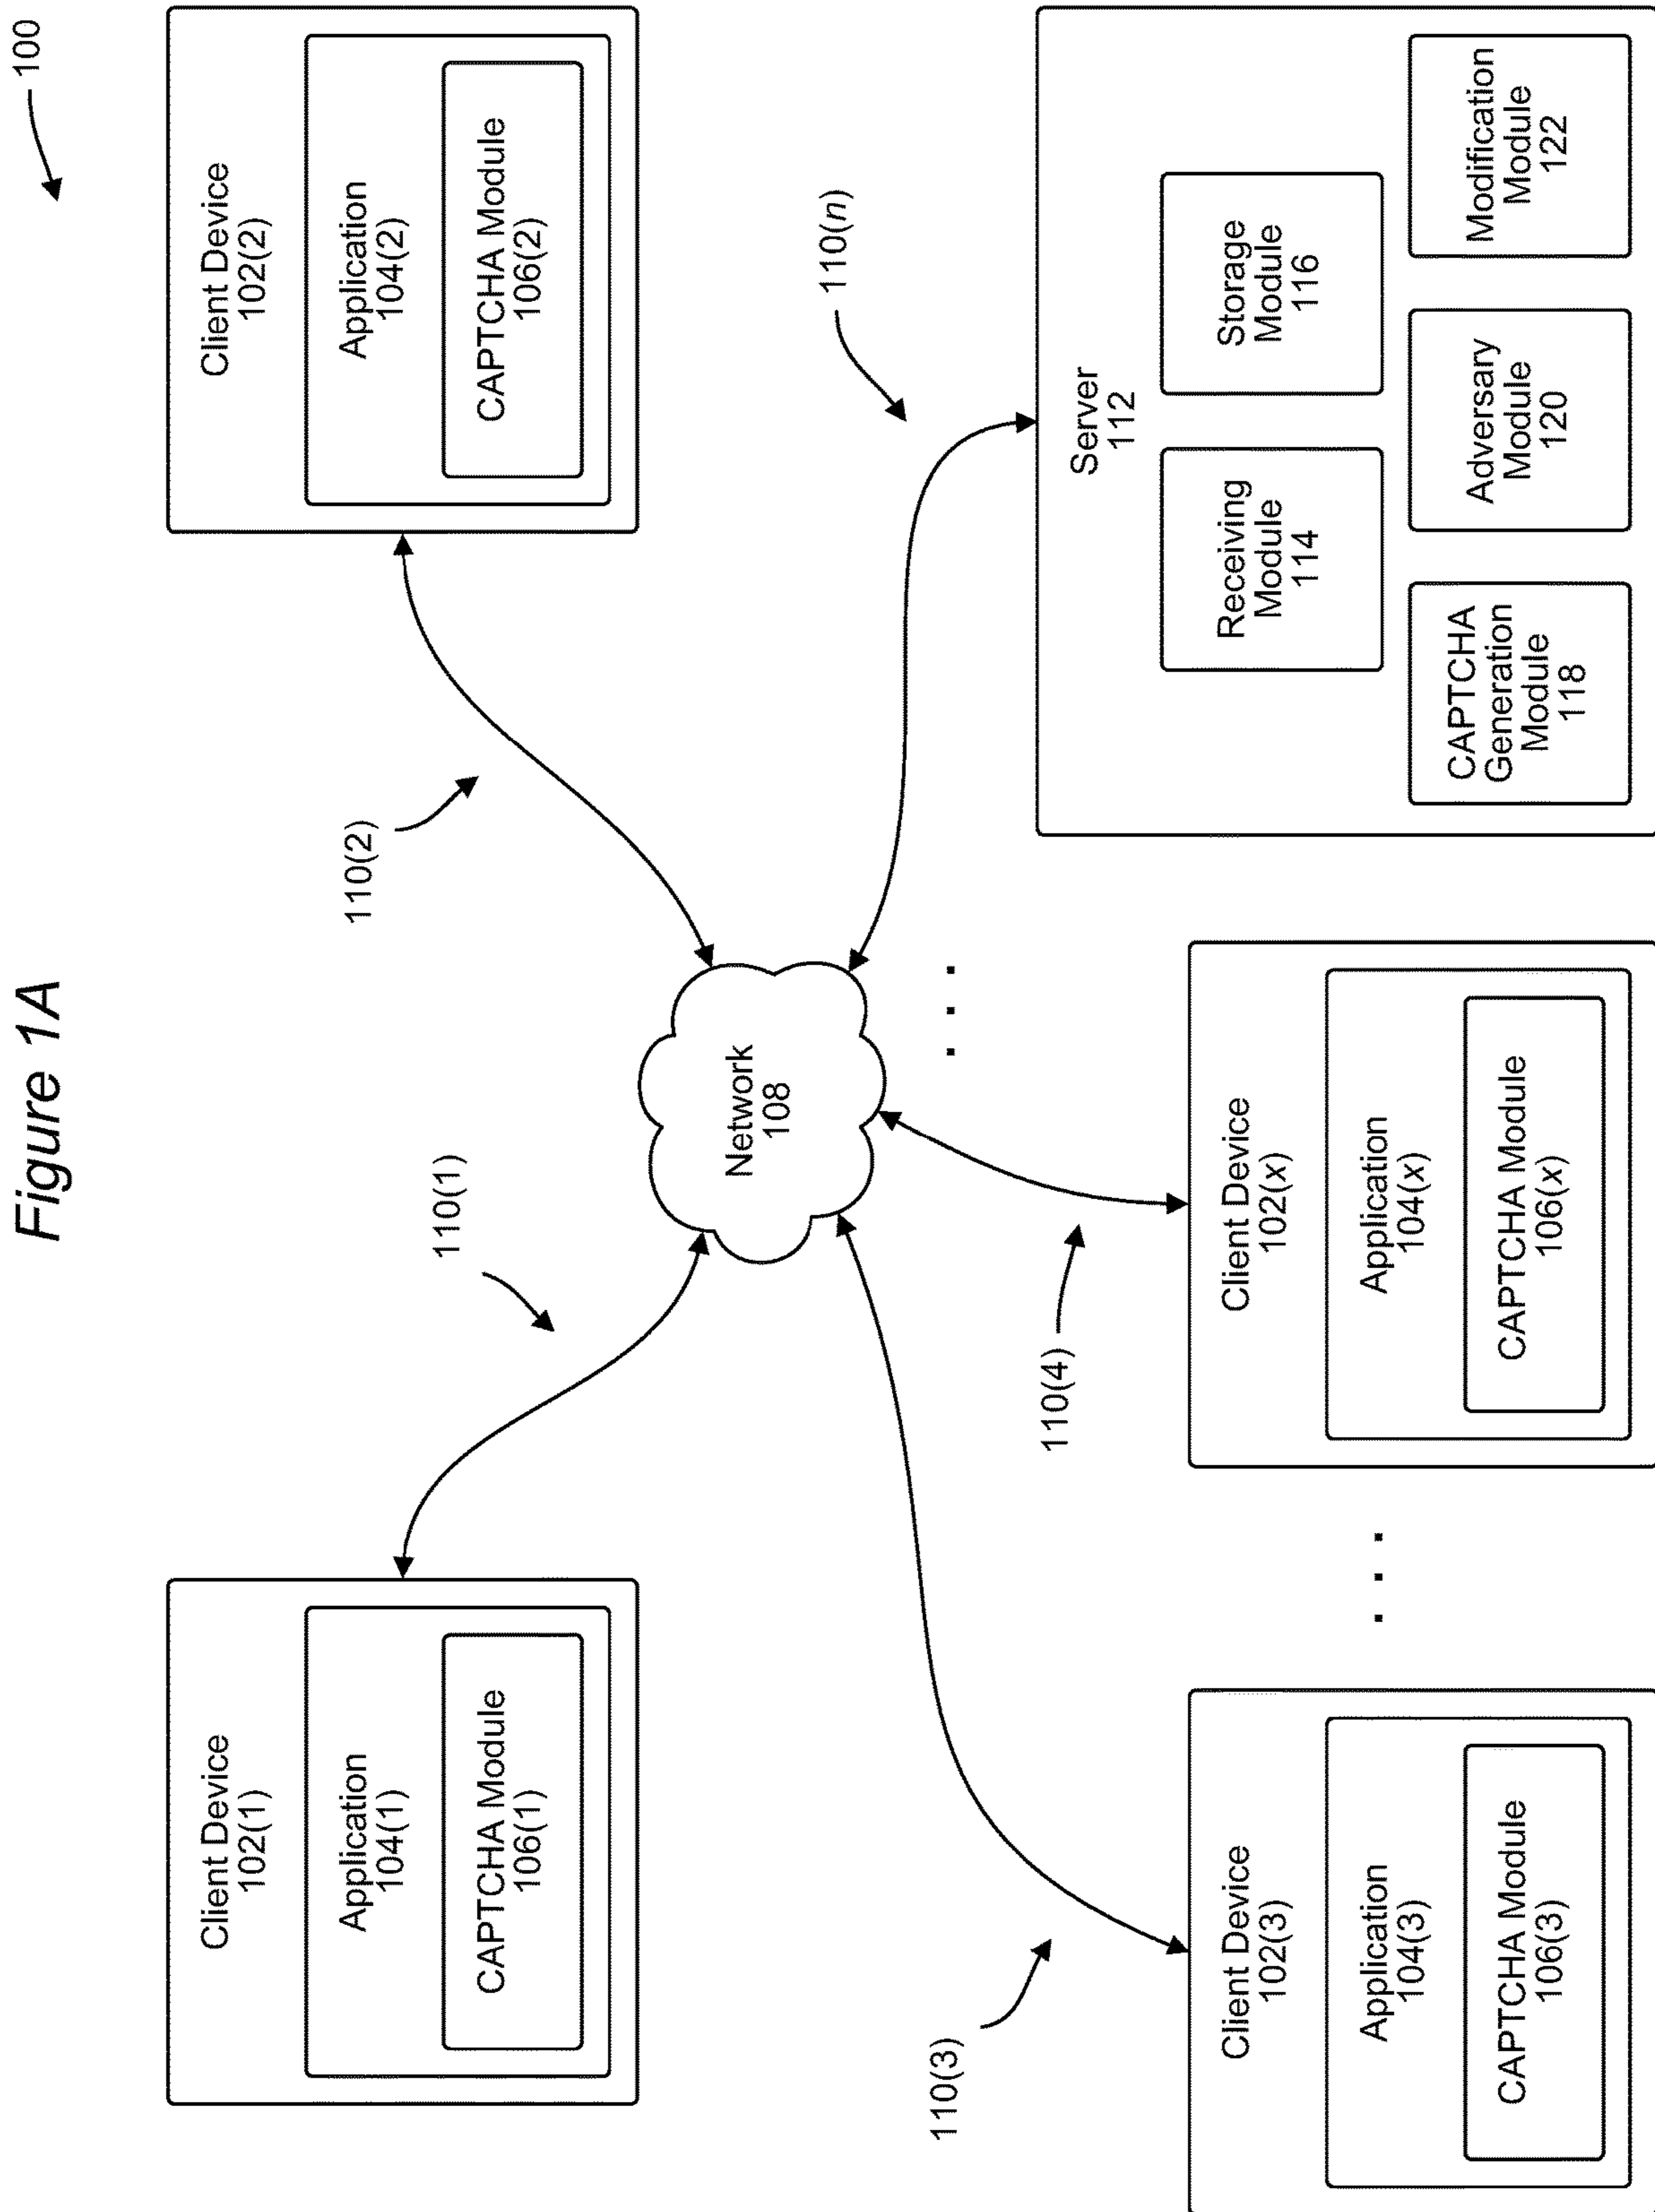 Figure 1A
100
Client Device
102(1)
Application
104(1)
CAPTCHA Module
106(1)
Client Device
102(2)
Application
104(2)
CAPTCHA Module
106(2)
110(1)
110(2)
Network
108
110(3)
110(4)
110(n)
. . .
Client Device
102(3)
Application
104(3)
CAPTCHA Module
106(3)
. . .
Client Device
102(x)
Application
104(x)
CAPTCHA Module
106(x)
Server
112
Receiving
Module
114
Storage
Module
116
CAPTCHA
Generation
Module
118
Adversary
Module
120
Modification
Module
122